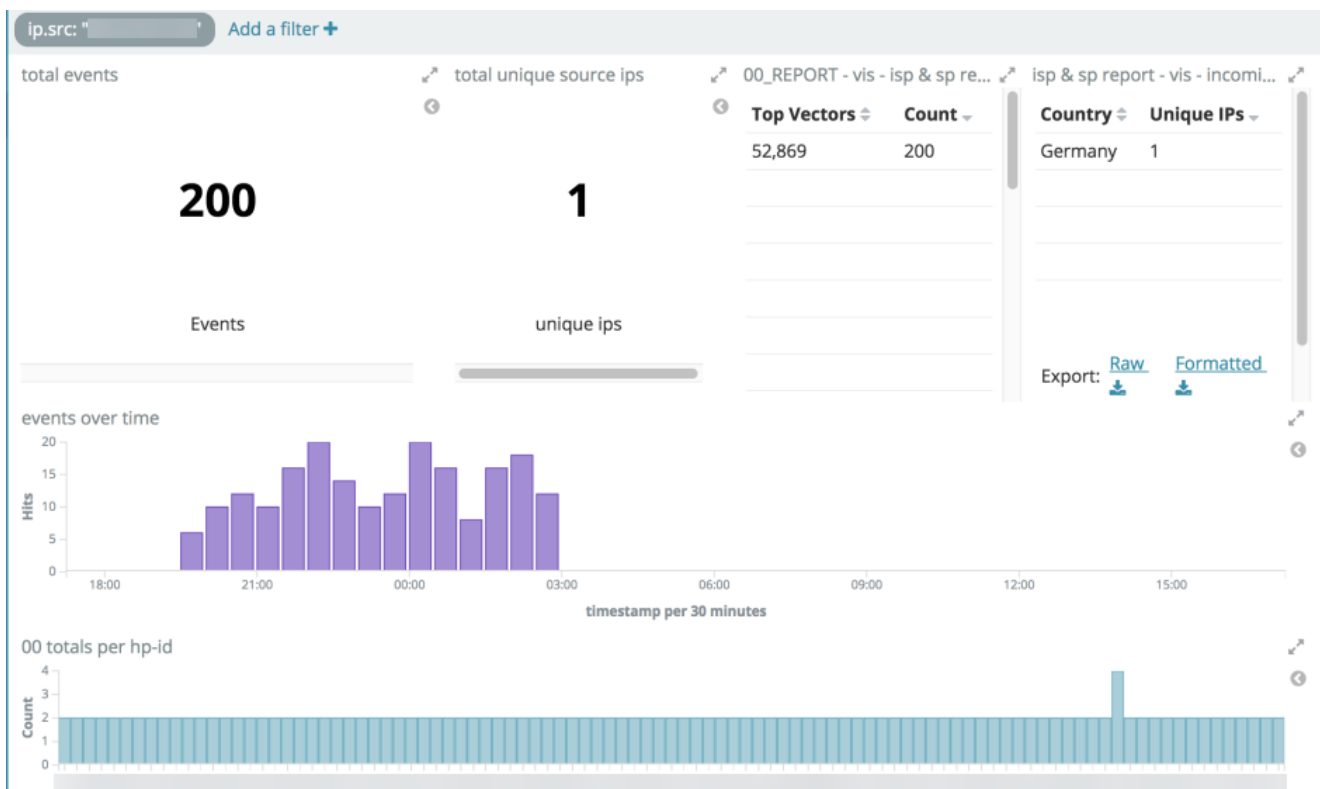 ip.src: " " Add a filter +
total events
200
Events
total unique source ips
1
unique ips
00_REPORT - vis - isp & sp re...
Top Vectors Count
52,869 200
isp & sp report - vis - incomi...
Country Unique IPs
Germany 1
Export: Raw Formatted
events over time
Hits
20
15
10
5
0
18:00 21:00 00:00 03:00 06:00 09:00 12:00 15:00
timestamp per 30 minutes
00 totals per hp-id
Count
4
3
2
1
0